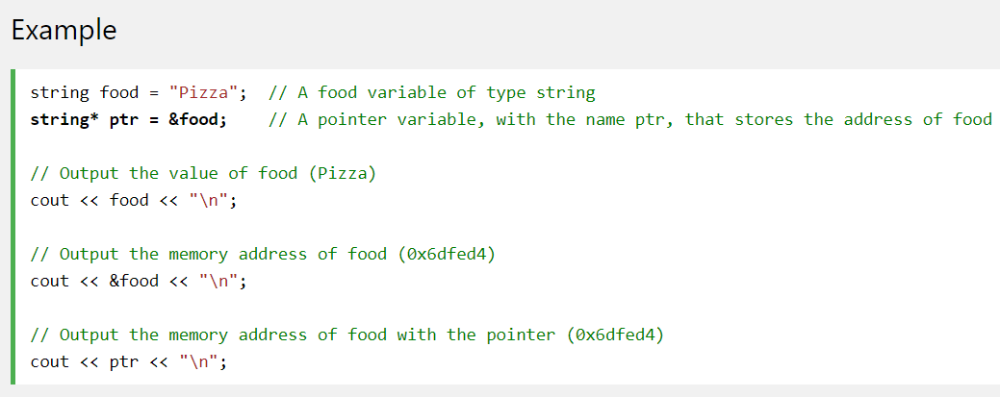 Example
string food = "Pizza";  // A food variable of type string
string* ptr = &food;    // A pointer variable, with the name ptr, that stores the address of food
// Output the value of food (Pizza)
cout << food << "\n";
// Output the memory address of food (0x6dfed4)
cout << &food << "\n";
// Output the memory address of food with the pointer (0x6dfed4)
cout << ptr << "\n";